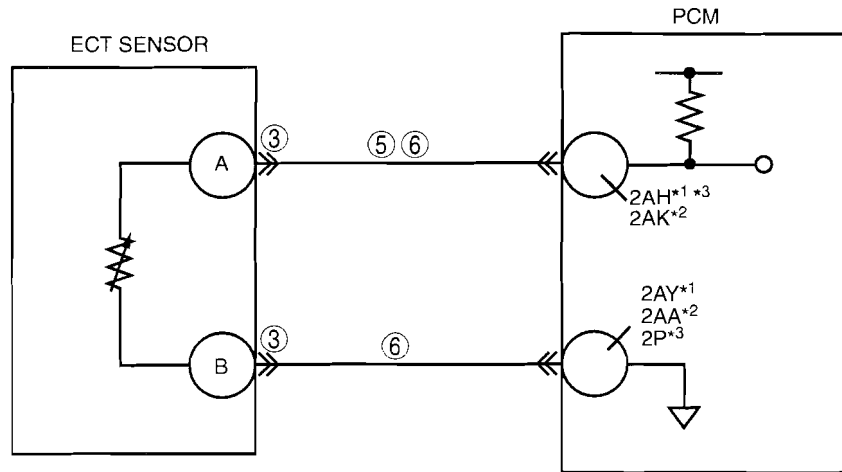 PCM
ECT SENSOR
A
③
⑤ ⑥
2AH*1 *3
2AK*2
2AY*1
2AA*2
2P*3
B
③
⑥